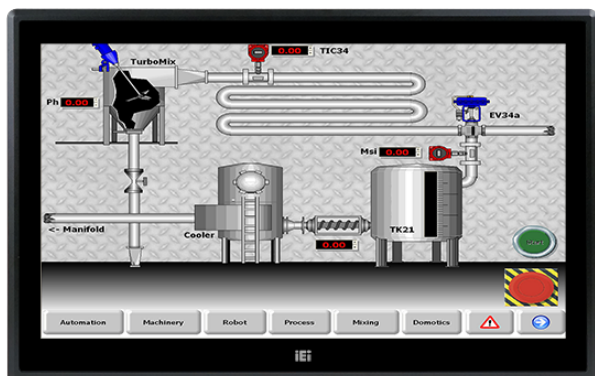 TurboMix
0.00
TIC34
Ph
0.00
EV34a
Msi
0.00
<- Manifold
Cooler
TK21
0.00
Start
Automation
Machinery
Robot
Process
Mixing
Domotics
iEi